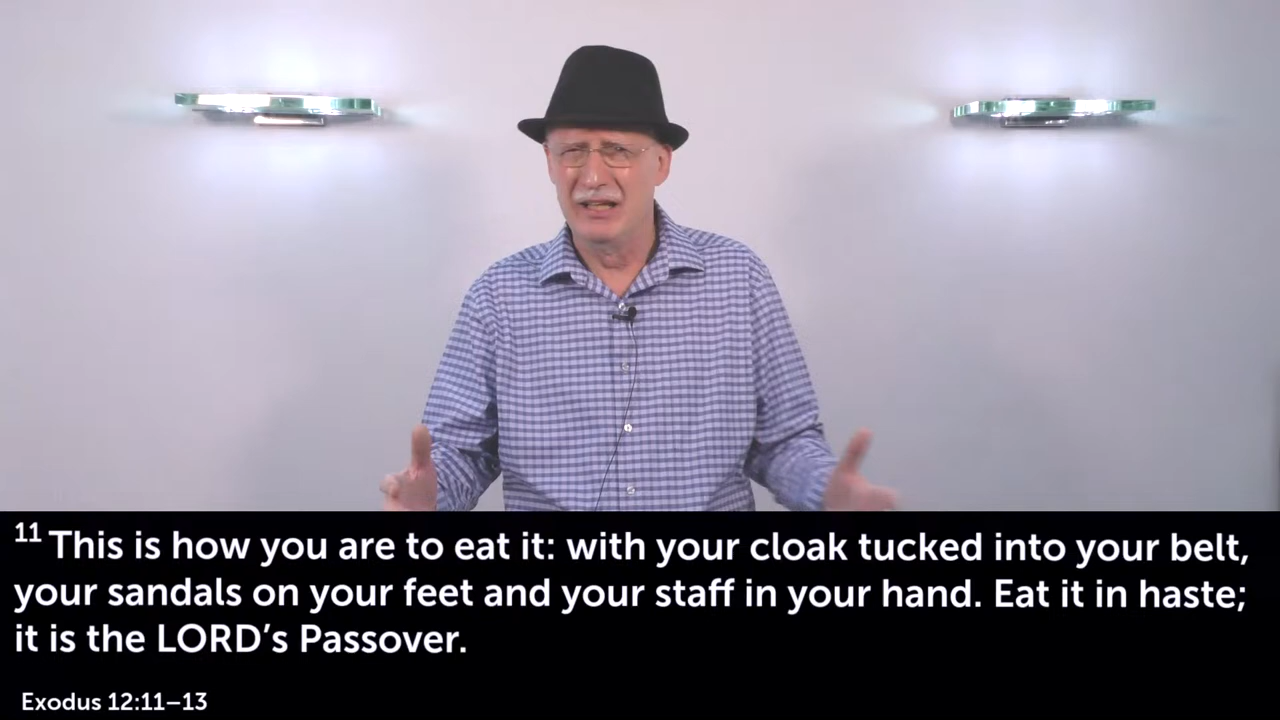 11 This is how you are to eat it: with your cloak tucked into your belt,
your sandals on your feet and your staff in your hand. Eat it in haste;
it is the LORD’s Passover.
Exodus 12:11–13